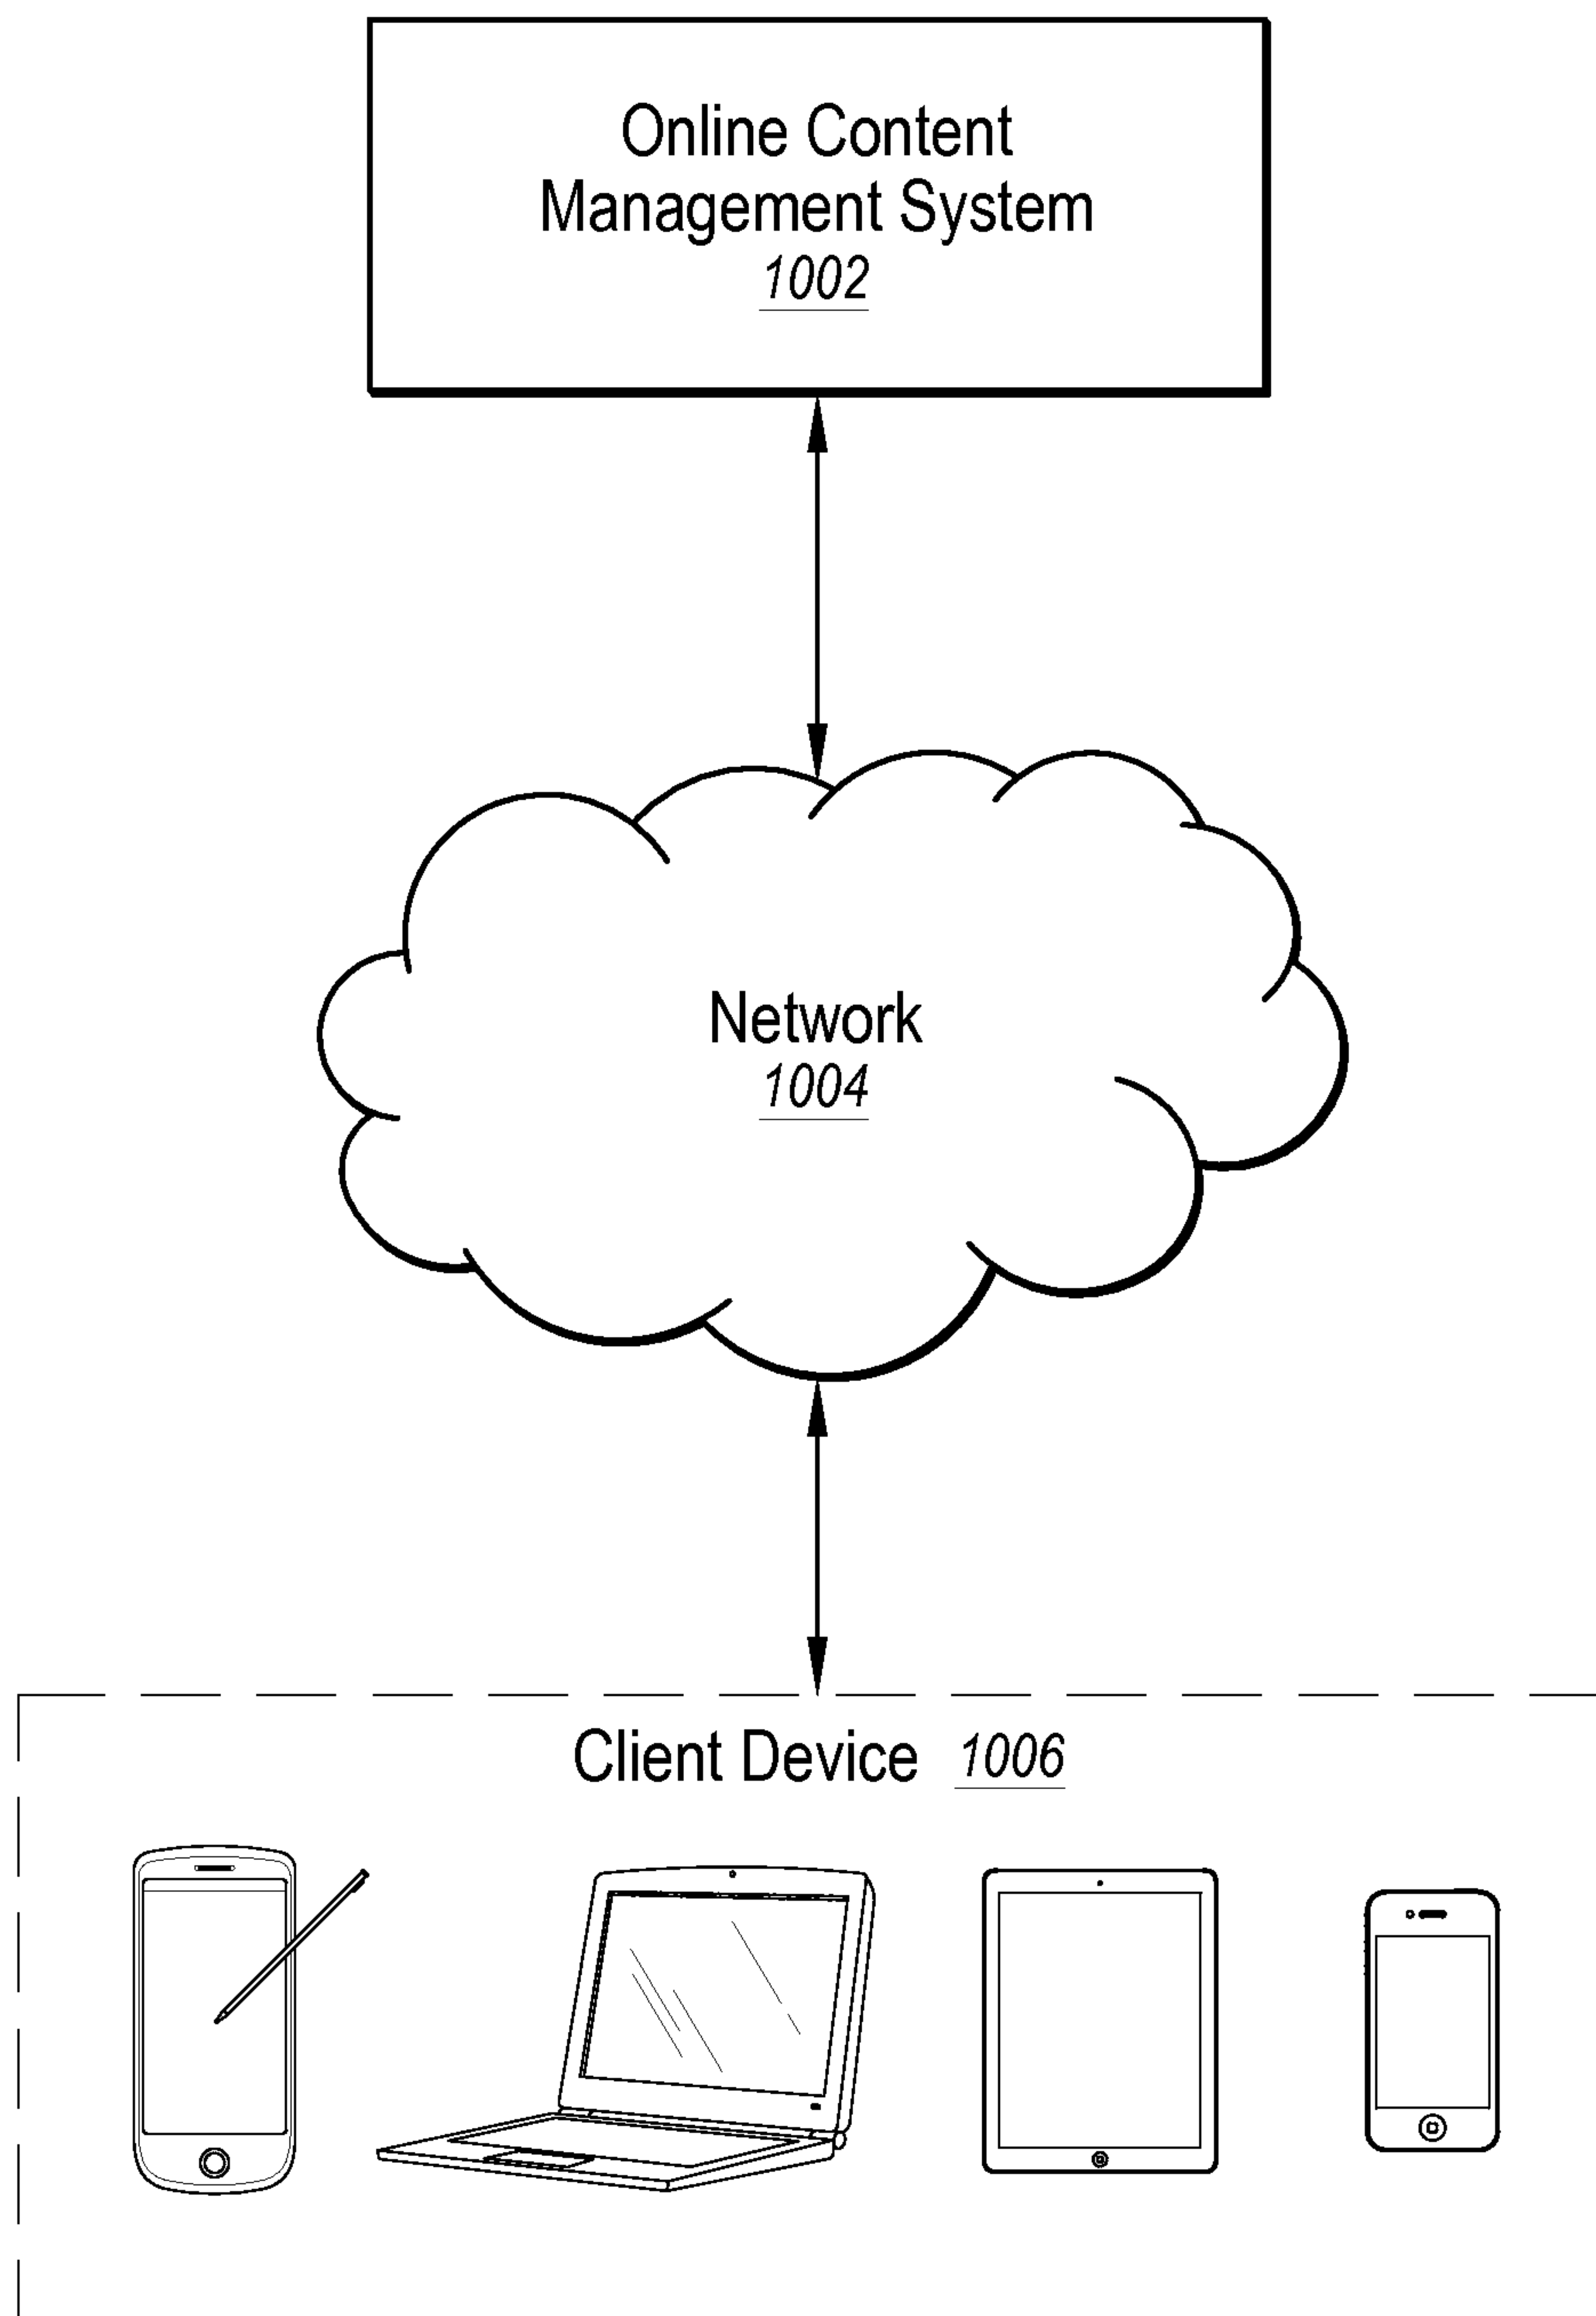 Online Content
Management System
1002
Network
1004
Client Device 1006